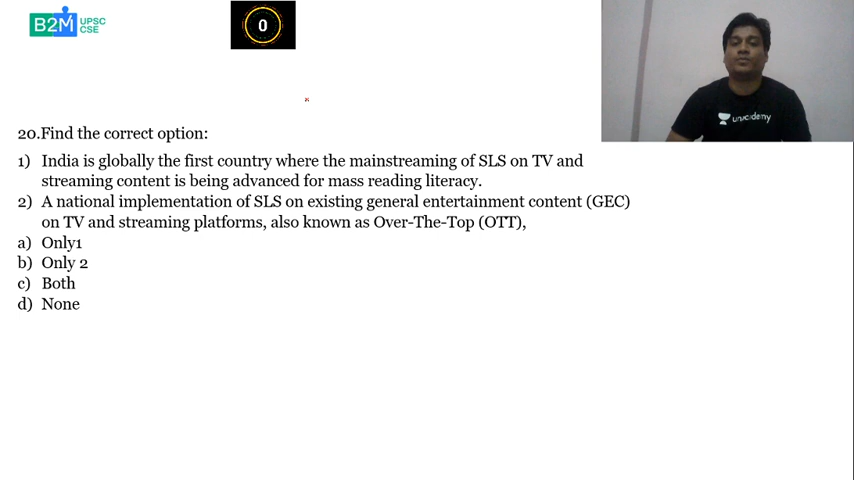 B2M UPSC
CSE
0
unacademy
20.Find the correct option:
1) India is globally the first country where the mainstreaming of SLS on TV and
streaming content is being advanced for mass reading literacy.
2) A national implementation of SLS on existing general entertainment content (GEC)
on TV and streaming platforms, also known as Over-The-Top (OTT),
a) Only1
b) Only 2
c) Both
d) None